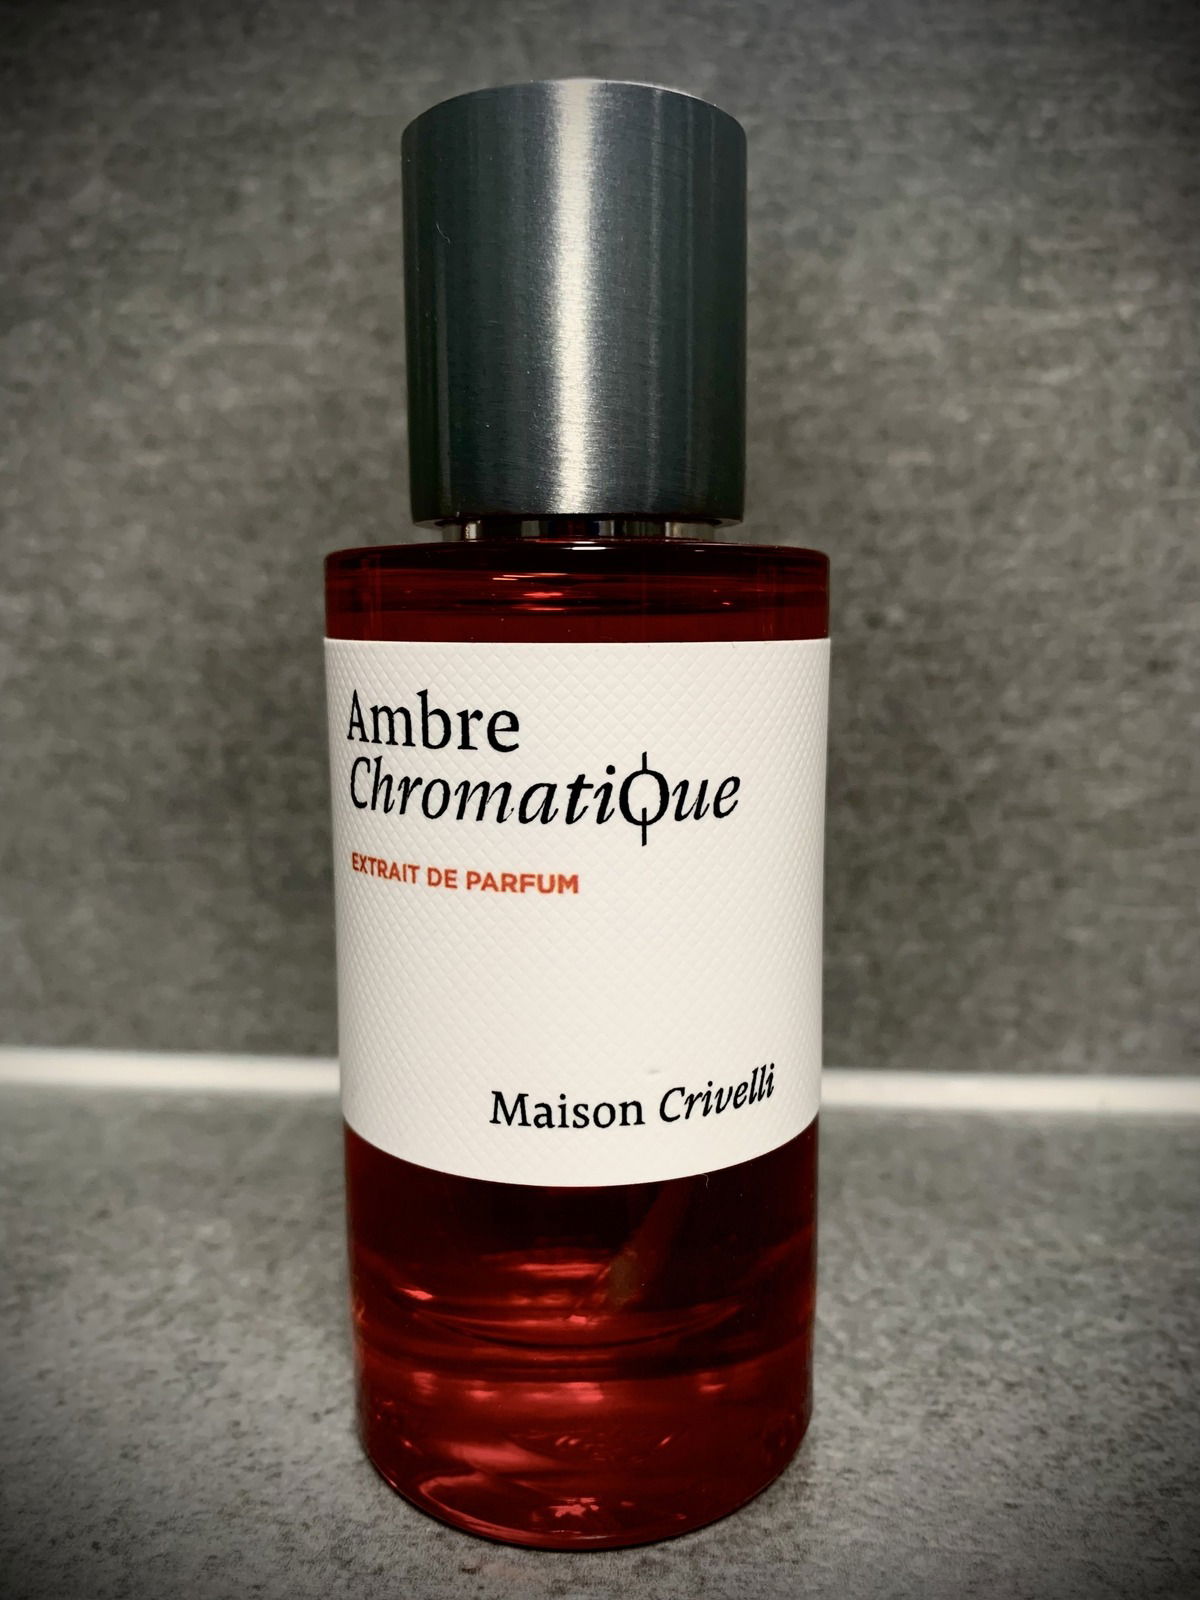 Ambre
ChromatiQue
EXTRAIT DE PARFUM
Maison Crivelli